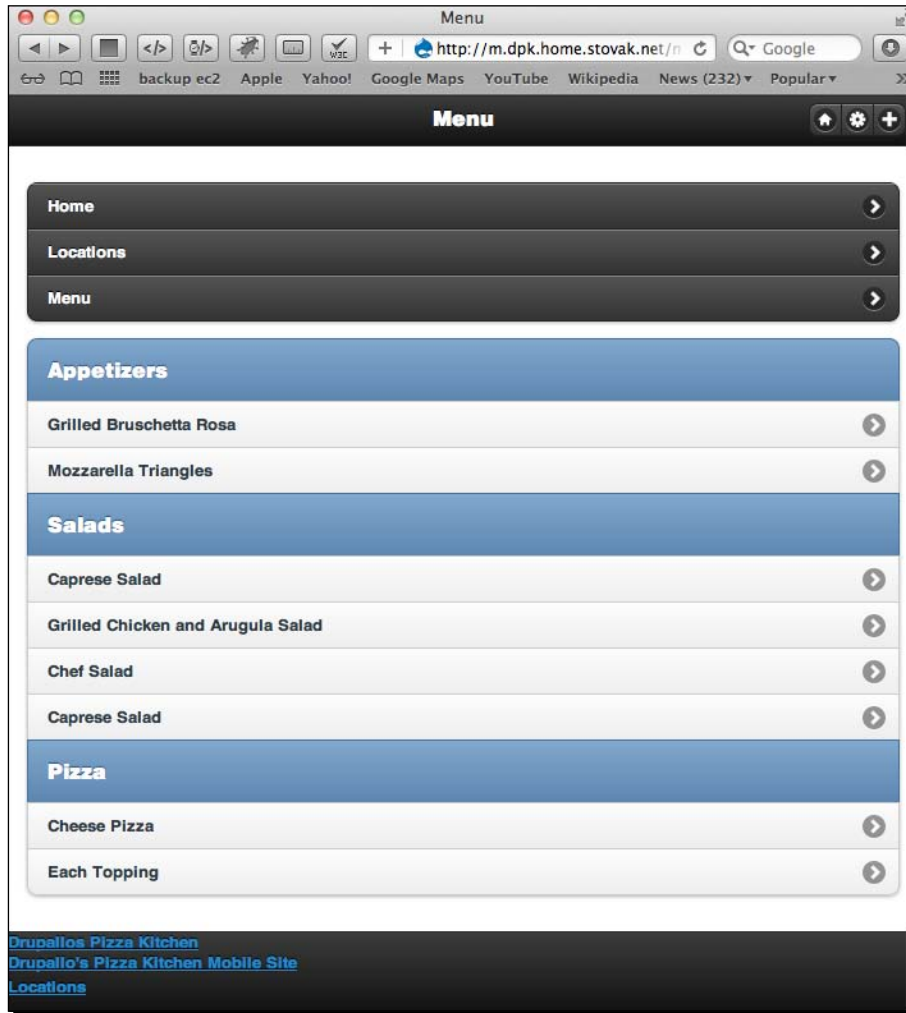 Menu
</> W3C + http://m.dpk.home.stovak.net/ Google
backup ec2 Apple Yahoo! Google Maps YouTube Wikipedia News (232) Popular
Menu
Home
Locations
Menu
Appetizers
Grilled Bruschetta Rosa
Mozzarella Triangles
Salads
Caprese Salad
Grilled Chicken and Arugula Salad
Chef Salad
Caprese Salad
Pizza
Cheese Pizza
Each Topping
Drupallos Pizza Kitchen
Drupallo's Pizza Kitchen Mobile Site
Locations